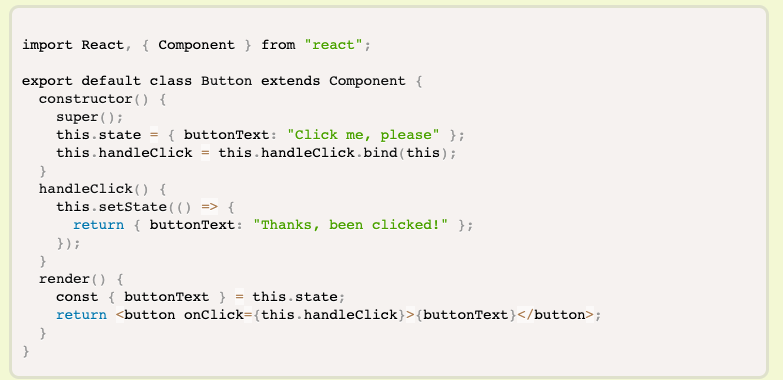 import React, { Component } from "react";
export default class Button extends Component {
  constructor() {
    super();
    this.state = { buttonText: "Click me, please" };
    this.handleClick = this.handleClick.bind(this);
  }
  handleClick() {
    this.setState(() => {
      return { buttonText: "Thanks, been clicked!" };
    });
  }
  render() {
    const { buttonText } = this.state;
    return <button onClick={this.handleClick}>{buttonText}</button>;
  }
}